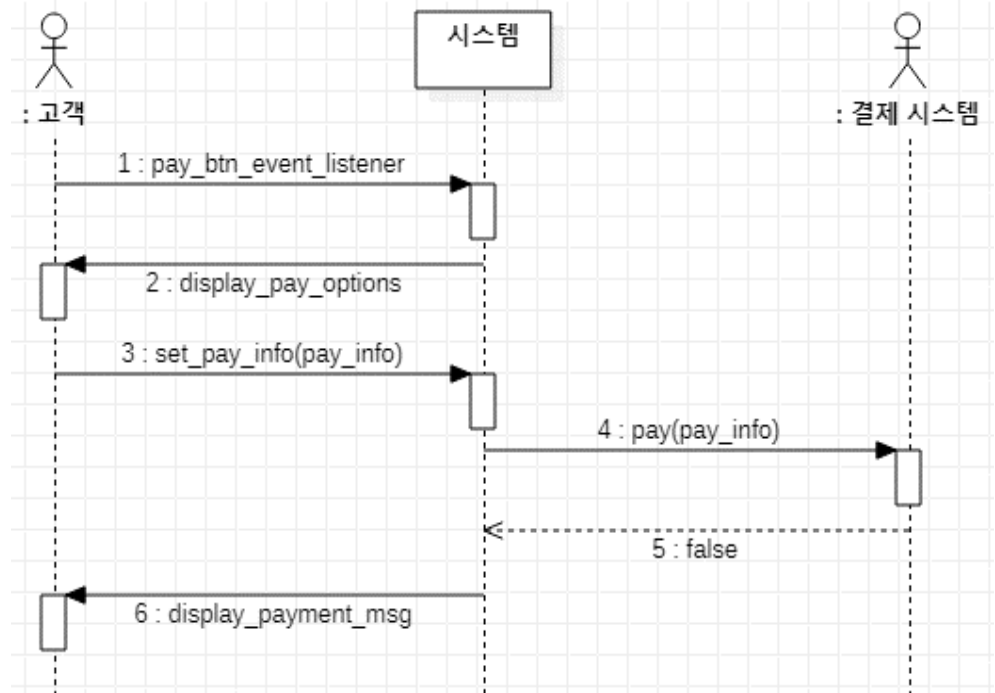 시스템
: 고객
: 결제 시스템
1 : pay_btn_event_listener
2 : display_pay_options
3 : set_pay_info(pay_info)
4 : pay(pay_info)
5 : false
6 : display_payment_msg